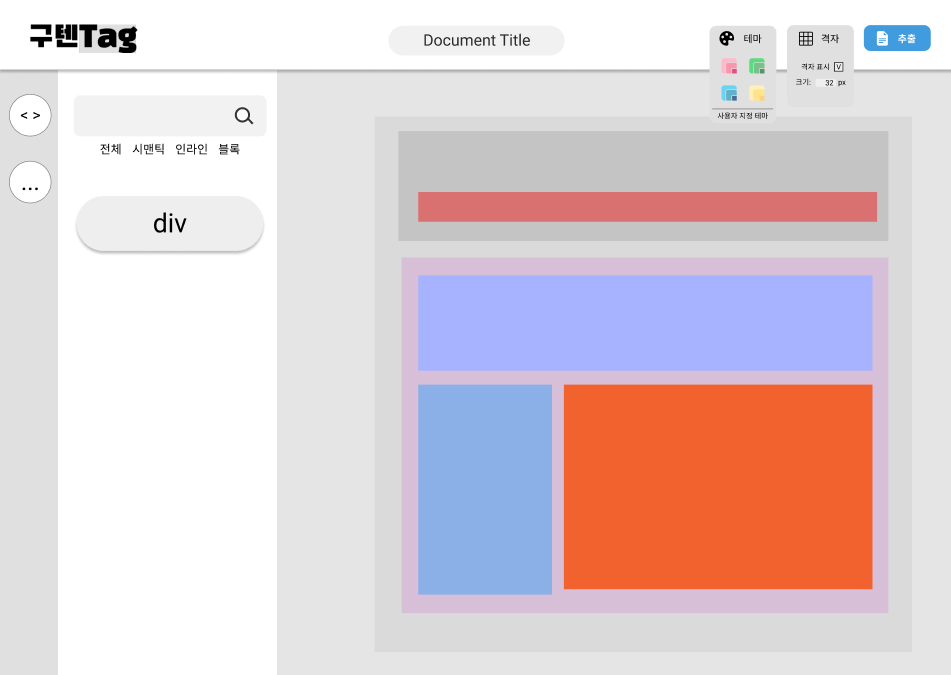 구텐Tag
Document Title
테마
격자
추출
격자 표시 V
크기: 32 px
사용자 지정 테마
< >
...
전체 시맨틱 인라인 블록
div